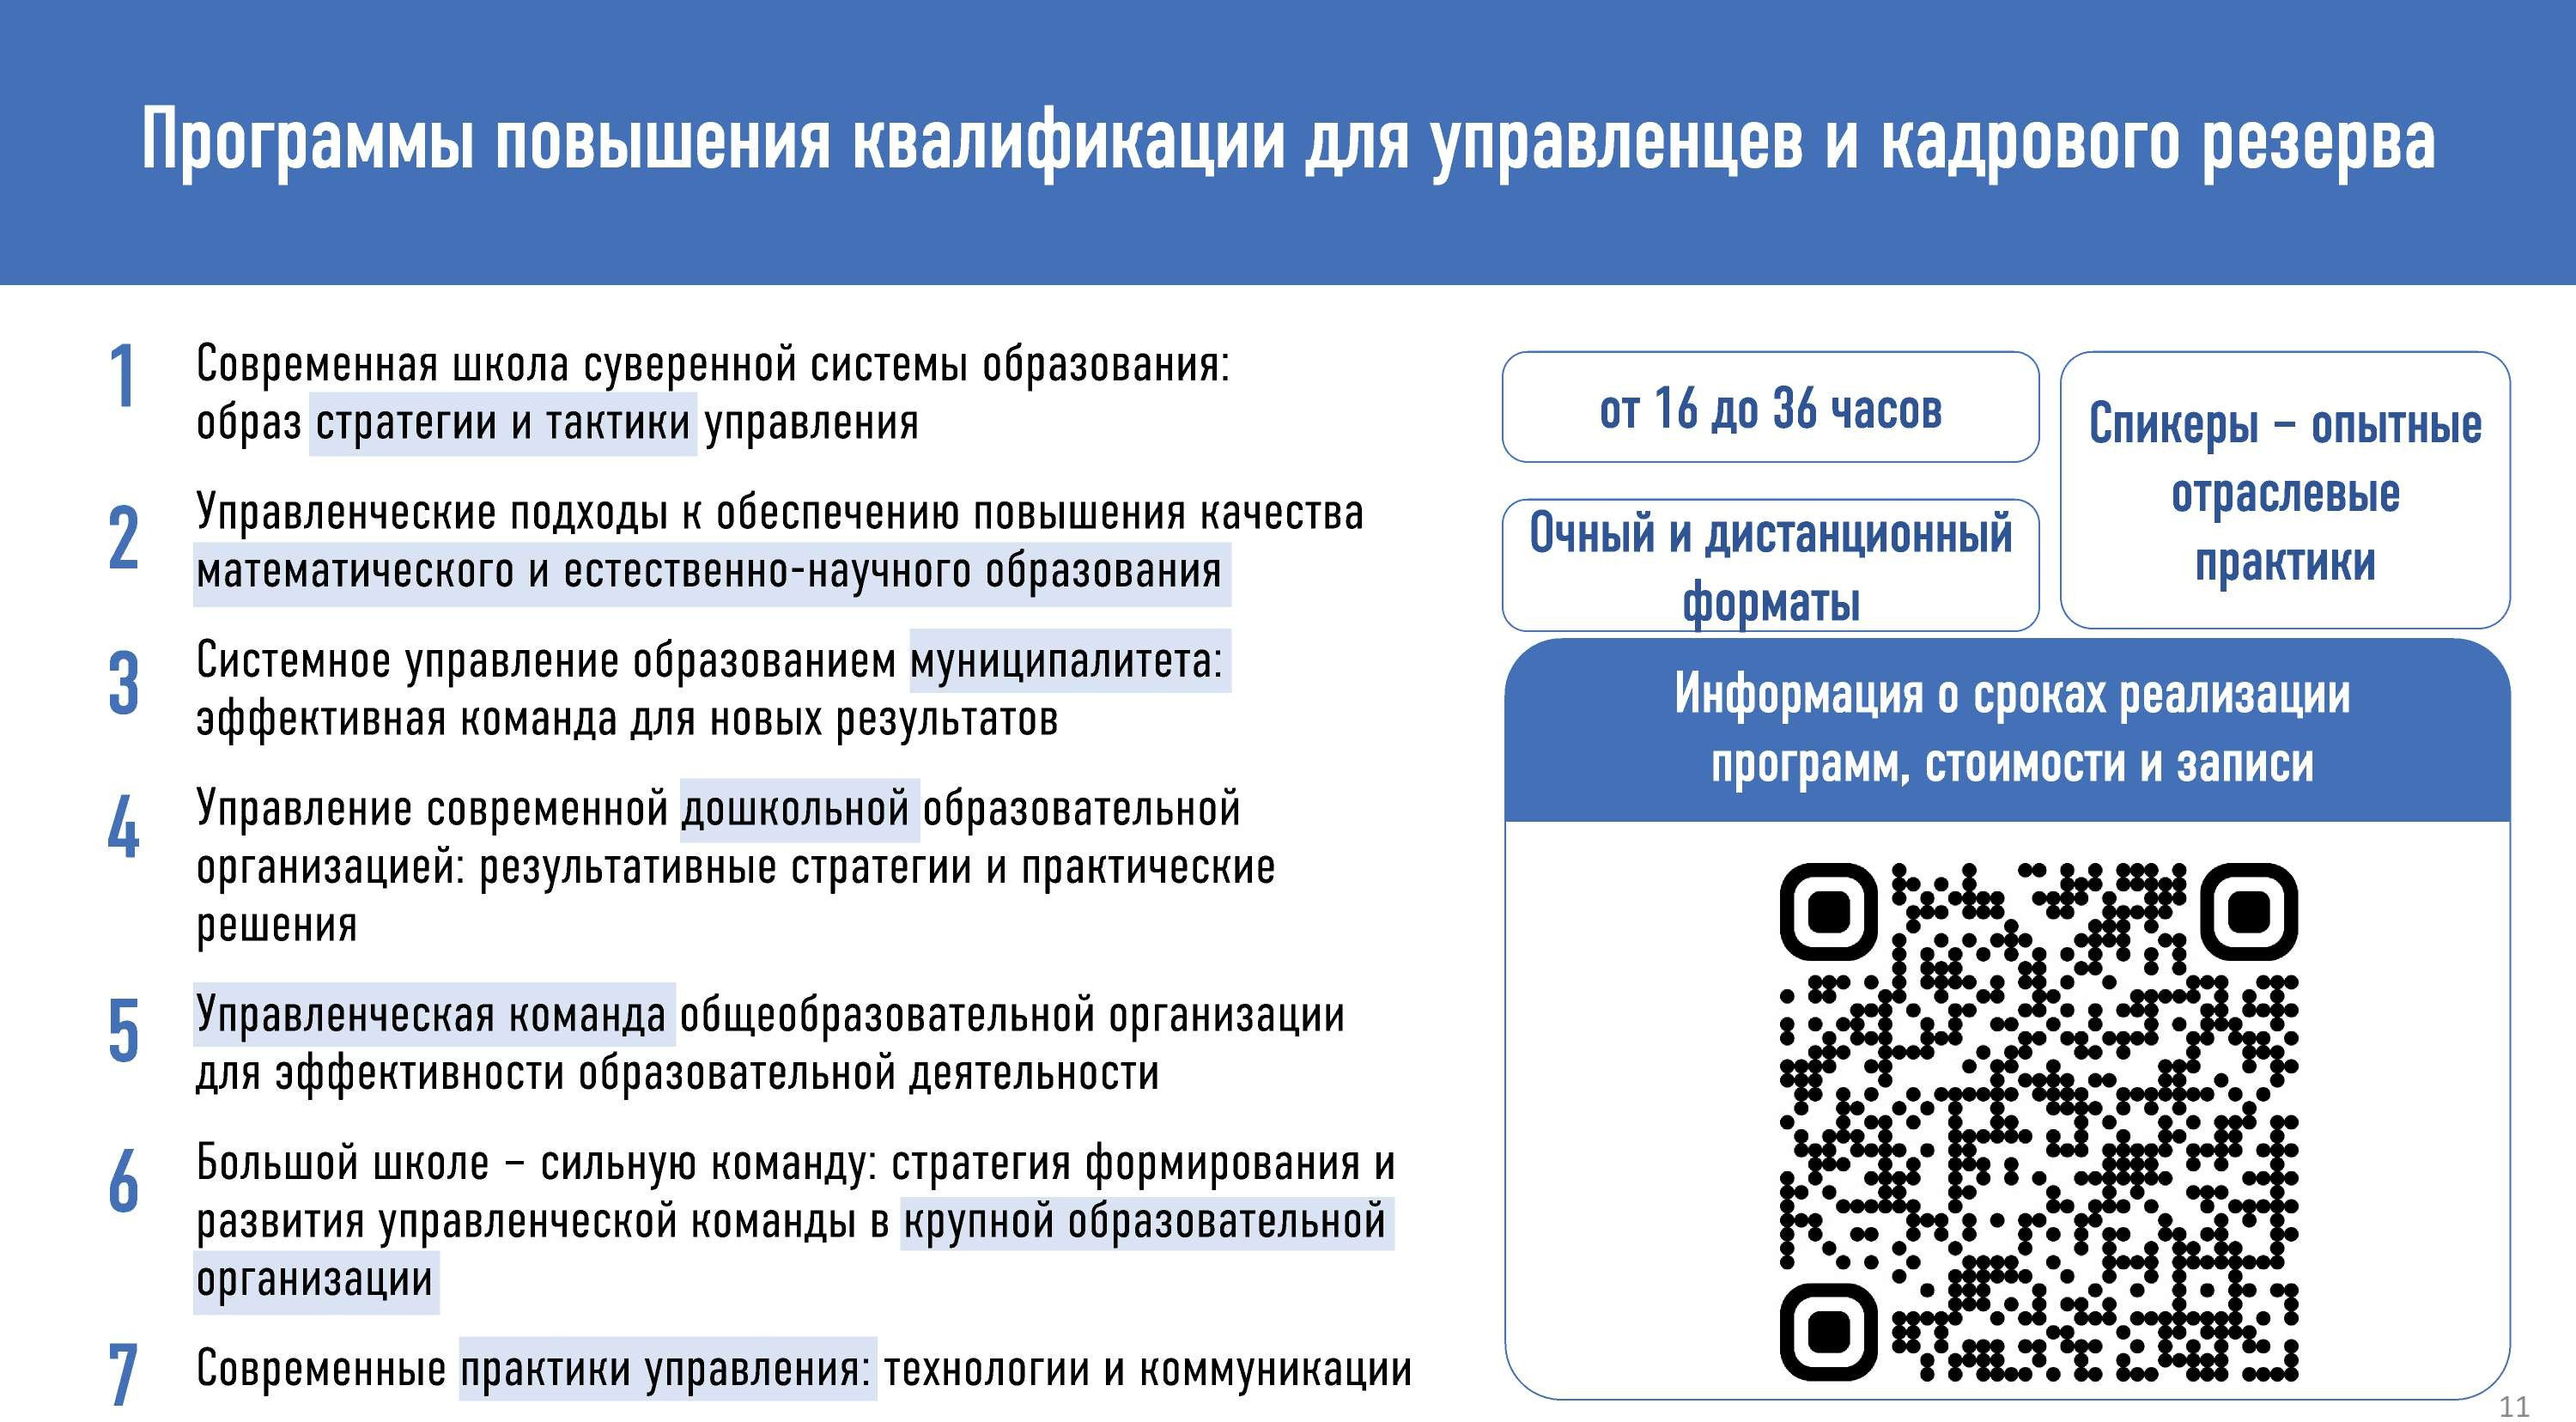 Программы повышения квалификации для управленцев и кадрового резерва
1
Современная школа суверенной системы образования:
образ стратегии и тактики управления
2
Управленческие подходы к обеспечению повышения качества
математического и естественно-научного образования
3
Системное управление образованием муниципалитета:
эффективная команда для новых результатов
4
Управление современной дошкольной образовательной
организацией: результативные стратегии и практические
решения
5
Управленческая команда общеобразовательной организации
для эффективности образовательной деятельности
6
Большой школе – сильную команду: стратегия формирования и
развития управленческой команды в крупной образовательной
организации
7
Современные практики управления: технологии и коммуникации
от 16 до 36 часов
Очный и дистанционный
форматы
Спикеры – опытные
отраслевые
практики
Информация о сроках реализации
программ, стоимости и записи
11